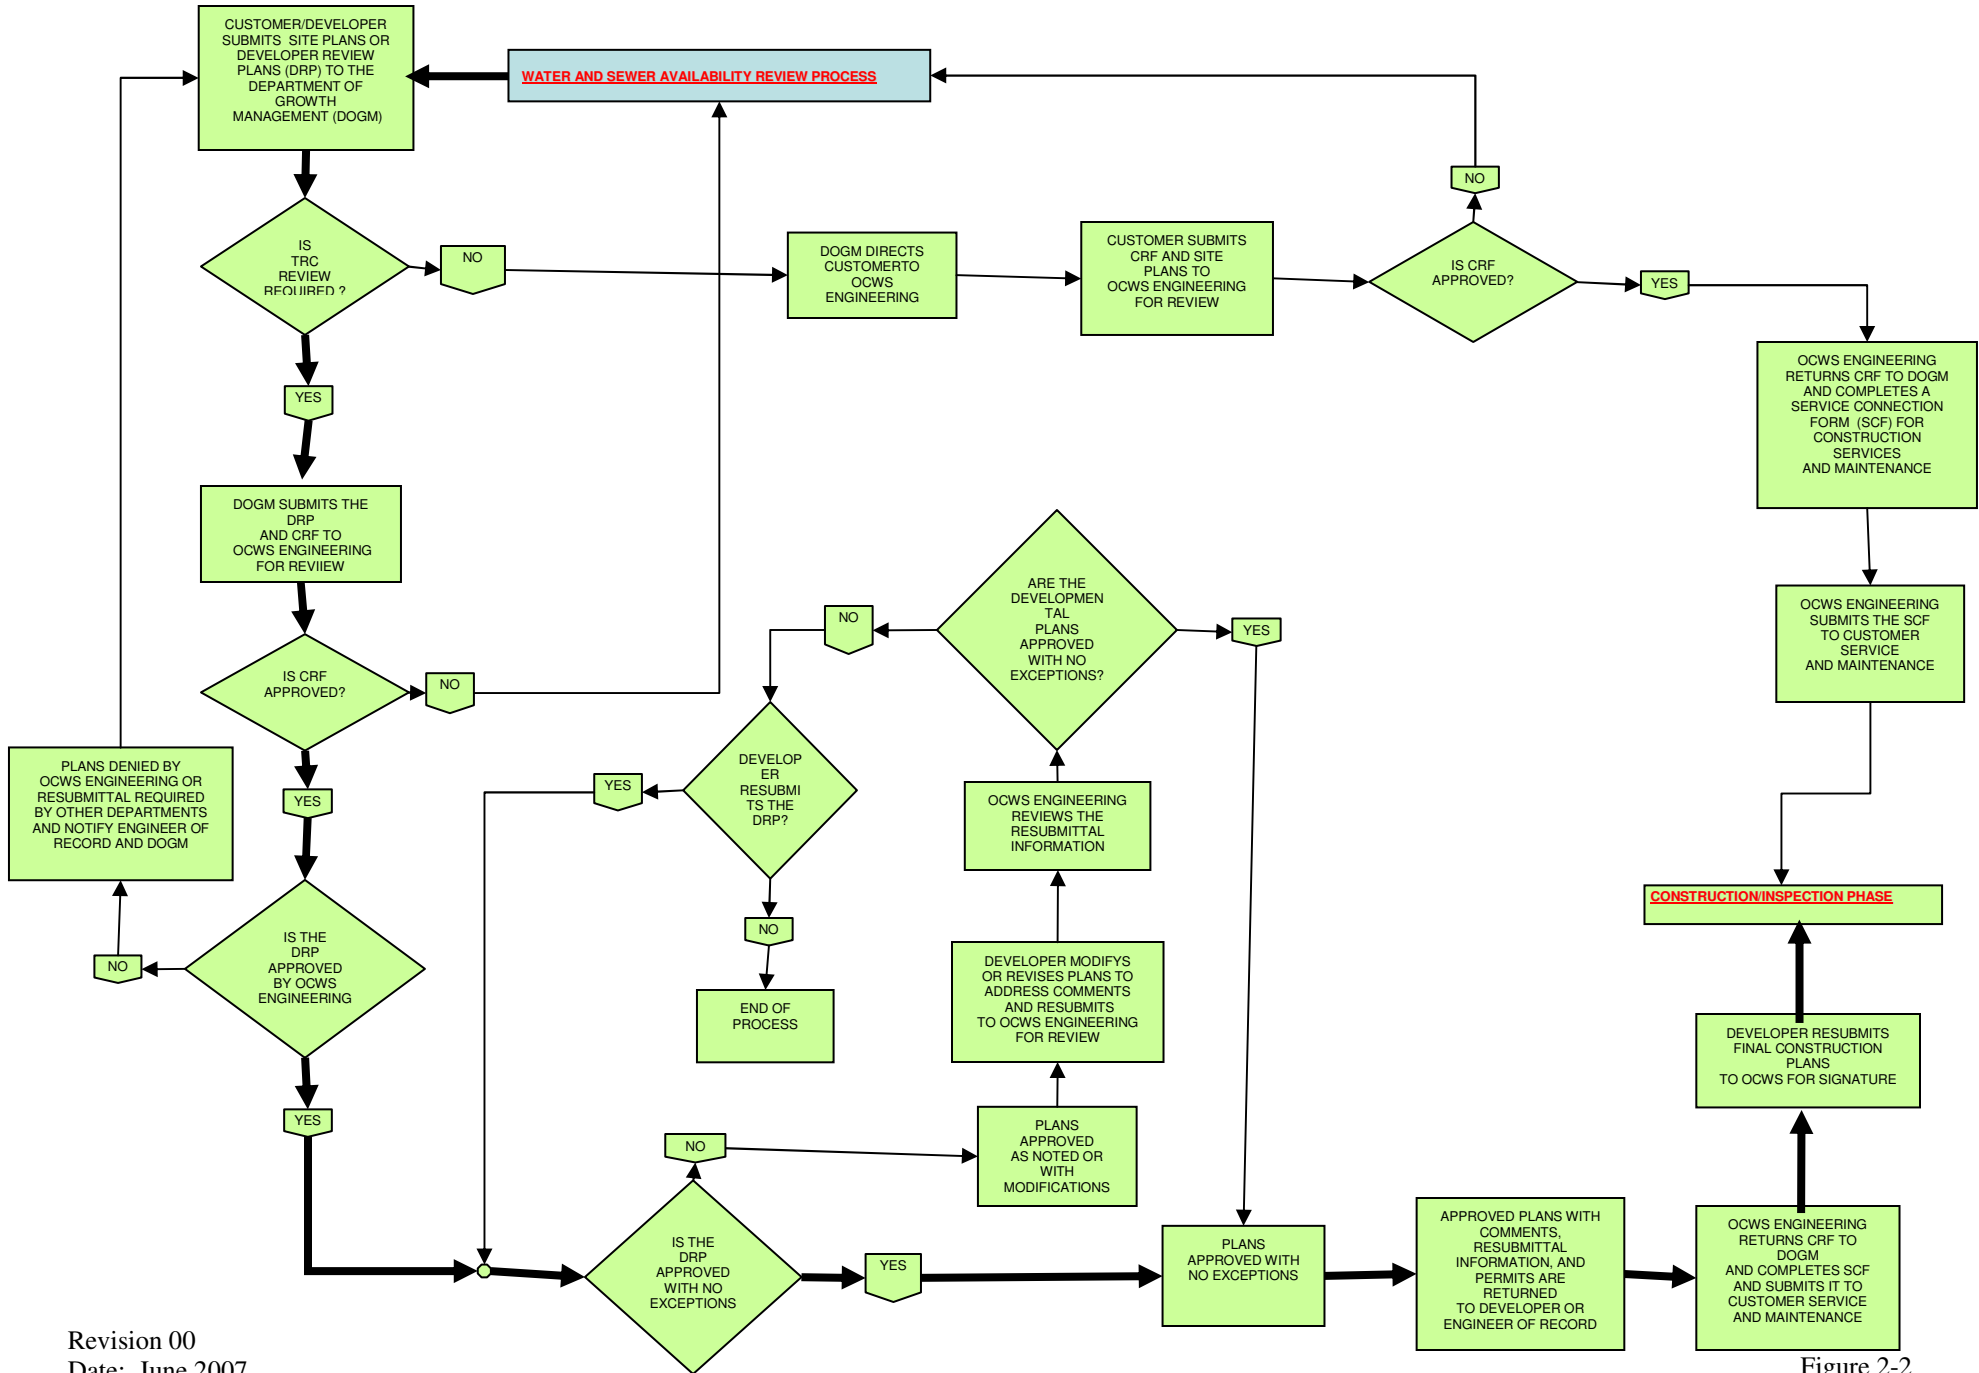 CUSTOMER/DEVELOPER
SUBMITS SITE PLANS OR
DEVELOPER REVIEW
PLANS (DRP) TO THE
DEPARTMENT OF
GROWTH
MANAGEMENT (DOGM)
WATER AND SEWER AVAILABILITY REVIEW PROCESS
NO
IS
TRC
REVIEW
REQUIRED ?
NO
DOGM DIRECTS
CUSTOMERTO
OCWS
ENGINEERING
CUSTOMER SUBMITS
CRF AND SITE
PLANS TO
OCWS ENGINEERING
FOR REVIEW
IS CRF
APPROVED?
YES
OCWS ENGINEERING
RETURNS CRF TO DOGM
AND COMPLETES A
SERVICE CONNECTION
FORM (SCF) FOR
CONSTRUCTION
SERVICES
AND MAINTENANCE
YES
DOGM SUBMITS THE
DRP
AND CRF TO
OCWS ENGINEERING
FOR REVIIEW
ARE THE
DEVELOPMEN
TAL
PLANS
APPROVED
WITH NO
EXCEPTIONS?
NO
YES
OCWS ENGINEERING
SUBMITS THE SCF
TO CUSTOMER
SERVICE
AND MAINTENANCE
IS CRF
APPROVED?
NO
PLANS DENIED BY
OCWS ENGINEERING OR
RESUBMITTAL REQUIRED
BY OTHER DEPARTMENTS
AND NOTIFY ENGINEER OF
RECORD AND DOGM
YES
YES
DEVELOP
ER
RESUBMI
TS THE
DRP?
OCWS ENGINEERING
REVIEWS THE
RESUBMITTAL
INFORMATION
CONSTRUCTION/INSPECTION PHASE
IS THE
DRP
APPROVED
BY OCWS
ENGINEERING
NO
NO
END OF
PROCESS
DEVELOPER MODIFYS
OR REVISES PLANS TO
ADDRESS COMMENTS
AND RESUBMITS
TO OCWS ENGINEERING
FOR REVIEW
DEVELOPER RESUBMITS
FINAL CONSTRUCTION
PLANS
TO OCWS FOR SIGNATURE
YES
NO
PLANS
APPROVED
AS NOTED OR
WITH
MODIFICATIONS
IS THE
DRP
APPROVED
WITH NO
EXCEPTIONS
YES
PLANS
APPROVED WITH
NO EXCEPTIONS
APPROVED PLANS WITH
COMMENTS,
RESUBMITTAL
INFORMATION, AND
PERMITS ARE
RETURNED
TO DEVELOPER OR
ENGINEER OF RECORD
OCWS ENGINEERING
RETURNS CRF TO
DOGM
AND COMPLETES SCF
AND SUBMITS IT TO
CUSTOMER SERVICE
AND MAINTENANCE
Revision 00
Date: June 2007
Figure 2-2